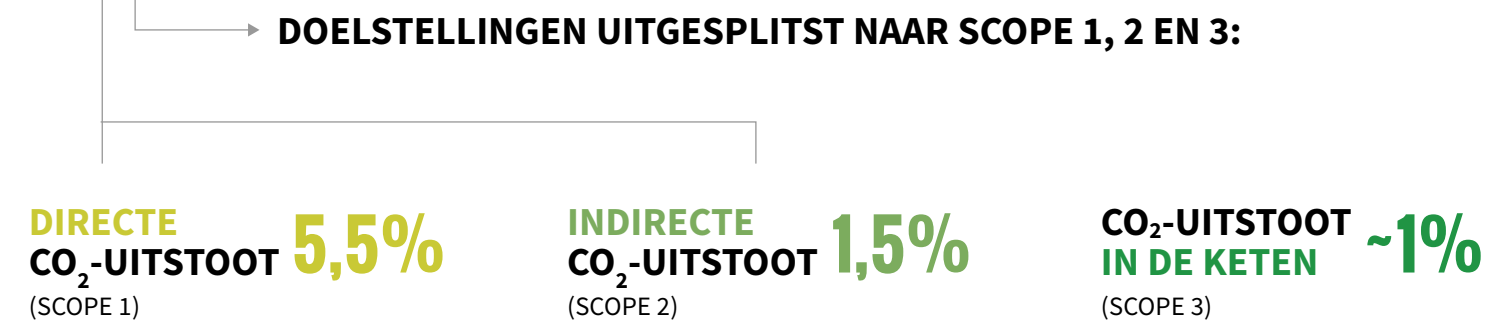 DOELSTELLINGEN UITGESPLITST NAAR SCOPE 1, 2 EN 3:
DIRECTE
CO₂-UITSTOOT 5,5%
(SCOPE 1)
INDIRECTE
CO₂-UITSTOOT 1,5%
(SCOPE 2)
CO₂-UITSTOOT
IN DE KETEN ~1%
(SCOPE 3)